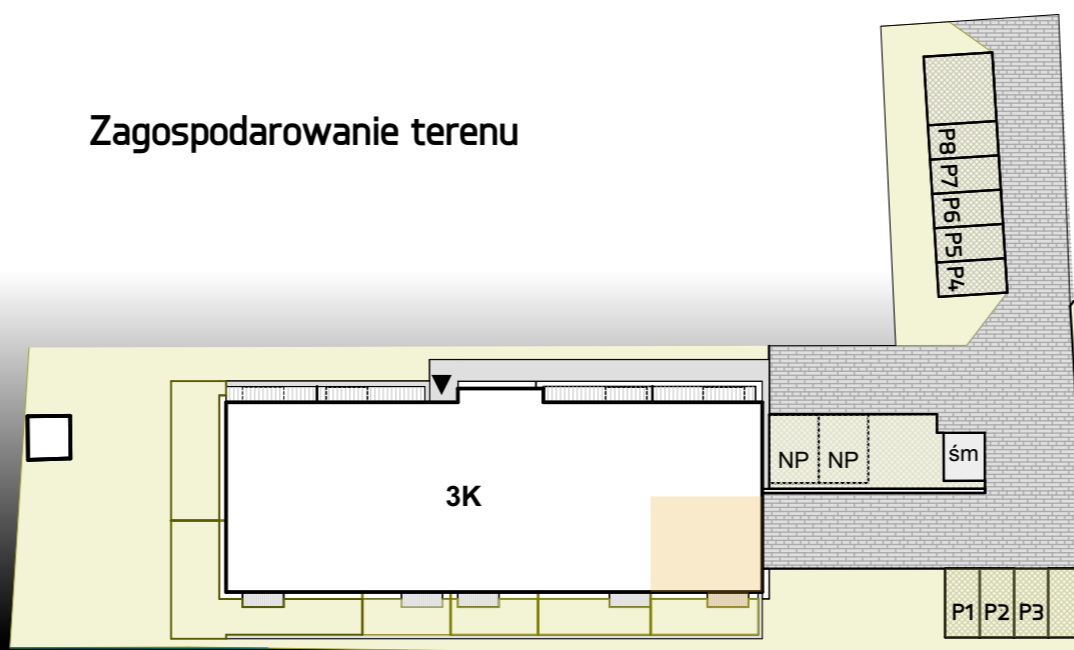 Zagospodarowanie terenu
P8
P7
P6
P5
P4
NP NP
śm
3K
P1 P2 P3